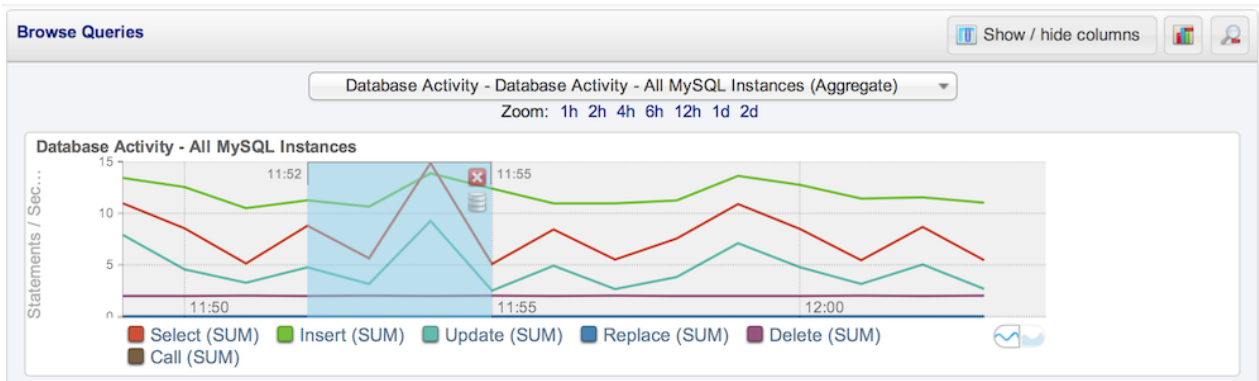 Browse Queries
Show / hide columns
Database Activity - Database Activity - All MySQL Instances (Aggregate)
Zoom: 1h 2h 4h 6h 12h 1d 2d
Database Activity - All MySQL Instances
Statements / Sec...
15
10
5
0
11:52
11:55
11:50
11:55
12:00
Select (SUM) Insert (SUM) Update (SUM) Replace (SUM) Delete (SUM)
Call (SUM)